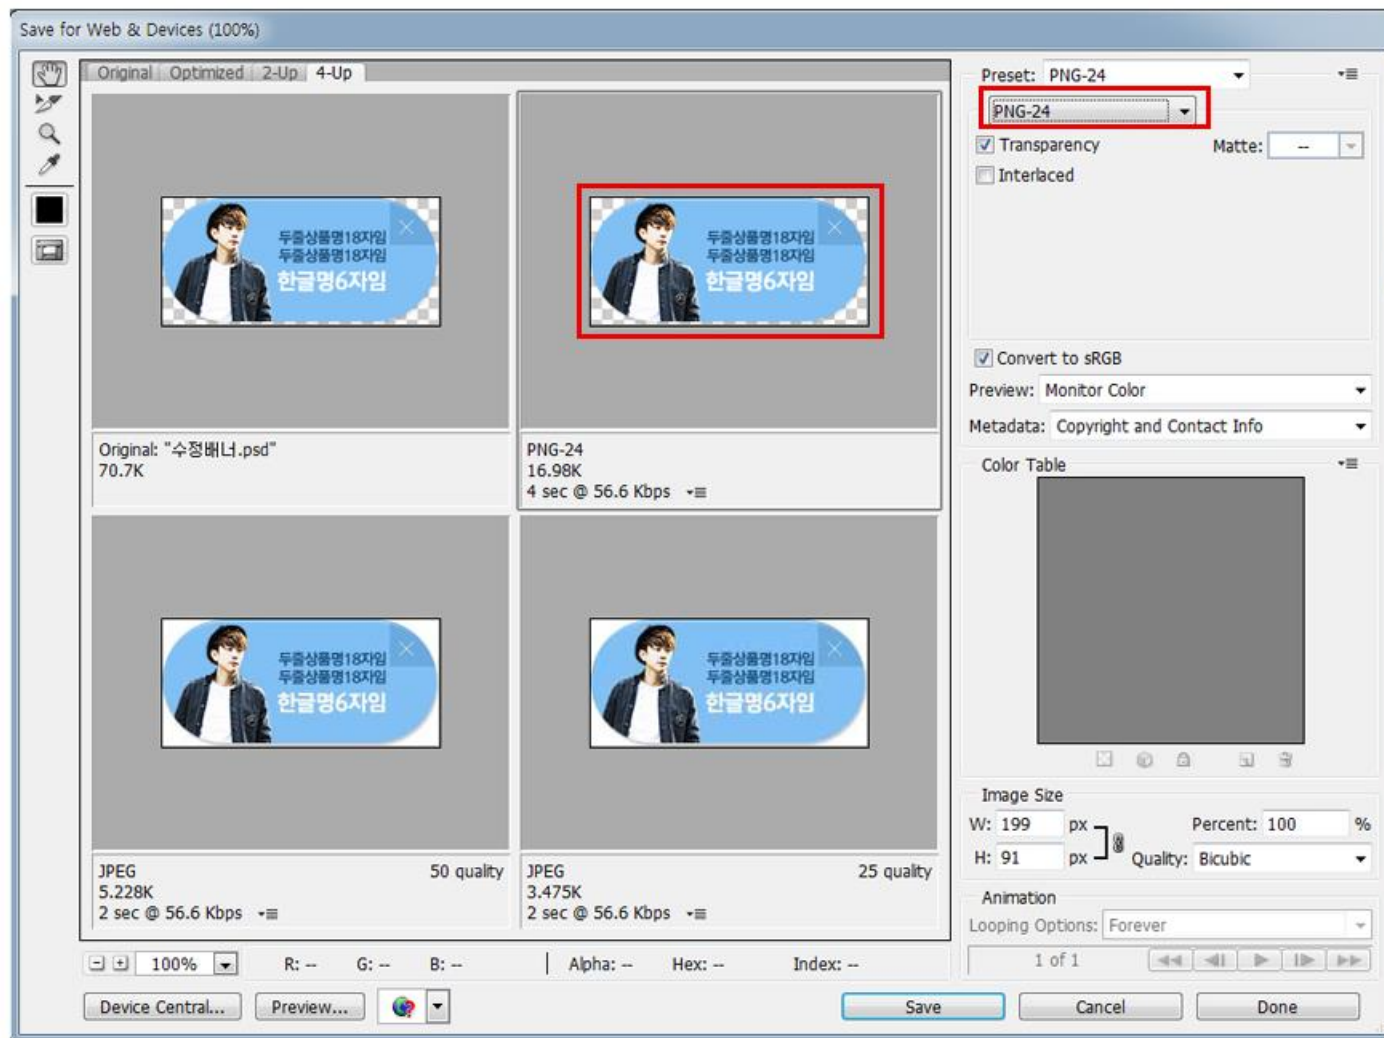 Save for Web & Devices (100%)
Original Optimized 2-Up 4-Up
두줄상품명18자임
두줄상품명18자임
한글명6자임
두줄상품명18자임
두줄상품명18자임
한글명6자임
Original: "수정배너.psd"
70.7K
PNG-24
16.98K
4 sec @ 56.6 Kbps
두줄상품명18자임
두줄상품명18자임
한글명6자임
두줄상품명18자임
두줄상품명18자임
한글명6자임
JPEG 50 quality
5.228K
2 sec @ 56.6 Kbps
JPEG 25 quality
3.475K
2 sec @ 56.6 Kbps
100% R: -- G: -- B: -- Alpha: -- Hex: -- Index: --
Device Central... Preview...
Preset: PNG-24
PNG-24
Transparency Matte: --
Interlaced
Convert to sRGB
Preview: Monitor Color
Metadata: Copyright and Contact Info
Color Table
Image Size
W: 199 px Percent: 100 %
H: 91 px Quality: Bicubic
Animation
Looping Options: Forever
1 of 1
Save Cancel Done